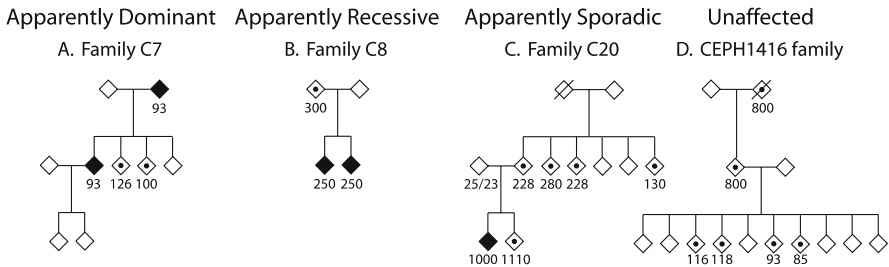 Apparently Dominant Apparently Recessive Apparently Sporadic Unaffected
A. Family C7 B. Family C8 C. Family C20 D. CEPH1416 family
93 300 800
93 126 100 250 250 25/23 228 280 228 130 800
1000 1110 116 118 93 85